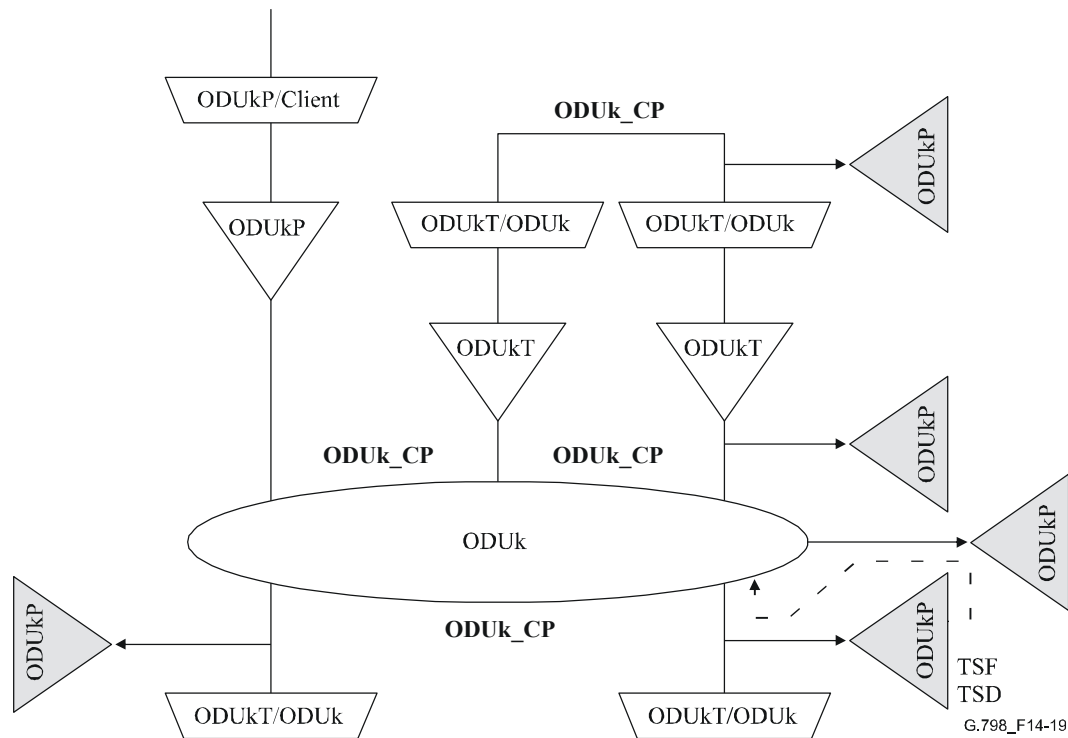 ODUkP/Client
ODUk_CP
ODUkP
ODUkT/ODUk
ODUkT/ODUk
ODUkP
ODUkT
ODUkT
ODUkP
ODUk_CP
ODUk_CP
ODUk
ODUkP
ODUkP
ODUk_CP
ODUkP
TSF
TSD
ODUkT/ODUk
ODUkT/ODUk
G.798_F14-19